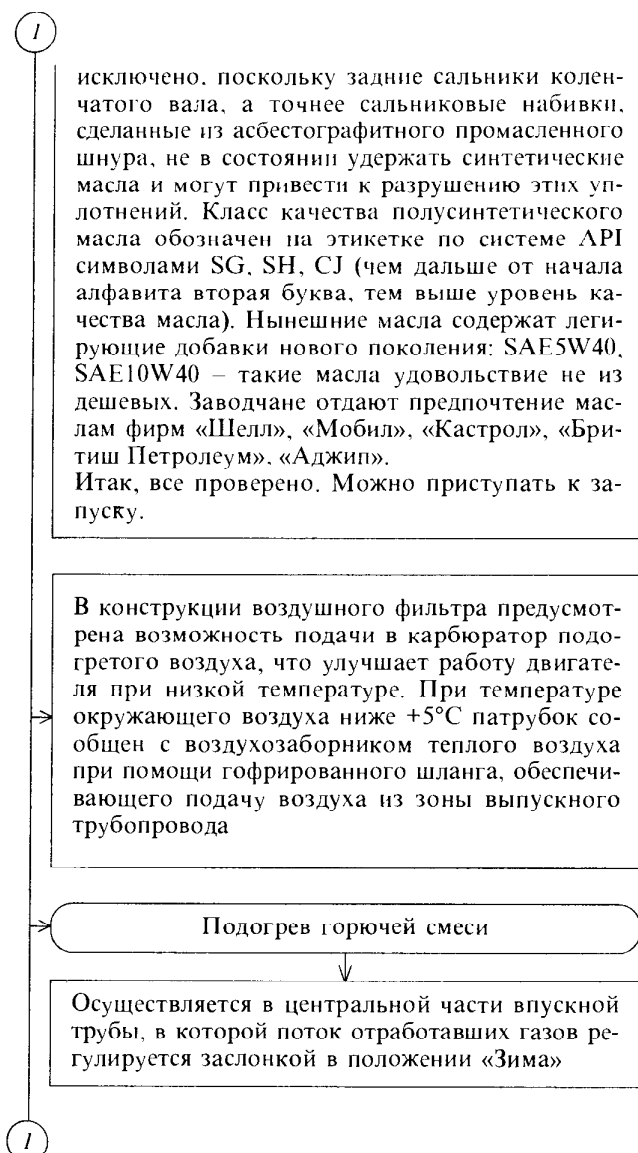 1
исключено. поскольку задние сальники колен-
чатого вала, а точнее сальниковые набивки,
сделанные из асбестографитного промасленного
шнура, не в состоянии удержать синтетические
масла и могут привести к разрушению этих уп-
лотнений. Класс качества полусинтетического
масла обозначен на этикетке по системе API
символами SG, SH, CJ (чем дальше от начала
алфавита вторая буква, тем выше уровень ка-
чества масла). Нынешние масла содержат леги-
рующие добавки нового поколения: SAE5W40,
SAE10W40 – такие масла удовольствие не из
дешевых. Заводчане отдают предпочтение мас-
лам фирм «Шелл», «Мобил», «Кастрол», «Бри-
тиш Петролеум», «Аджип».
Итак, все проверено. Можно приступать к за-
пуску.
В конструкции воздушного фильтра предусмот-
рена возможность подачи в карбюратор подо-
гретого воздуха, что улучшает работу двигате-
ля при низкой температуре. При температуре
окружающего воздуха ниже +5°C патрубок со-
общен с воздухозаборником теплого воздуха
при помощи гофрированного шланга, обеспечи-
вающего подачу воздуха из зоны выпускного
трубопровода
Подогрев горючей смеси
Осуществляется в центральной части впускной
трубы, в которой поток отработавших газов ре-
гулируется заслонкой в положении «Зима»
1